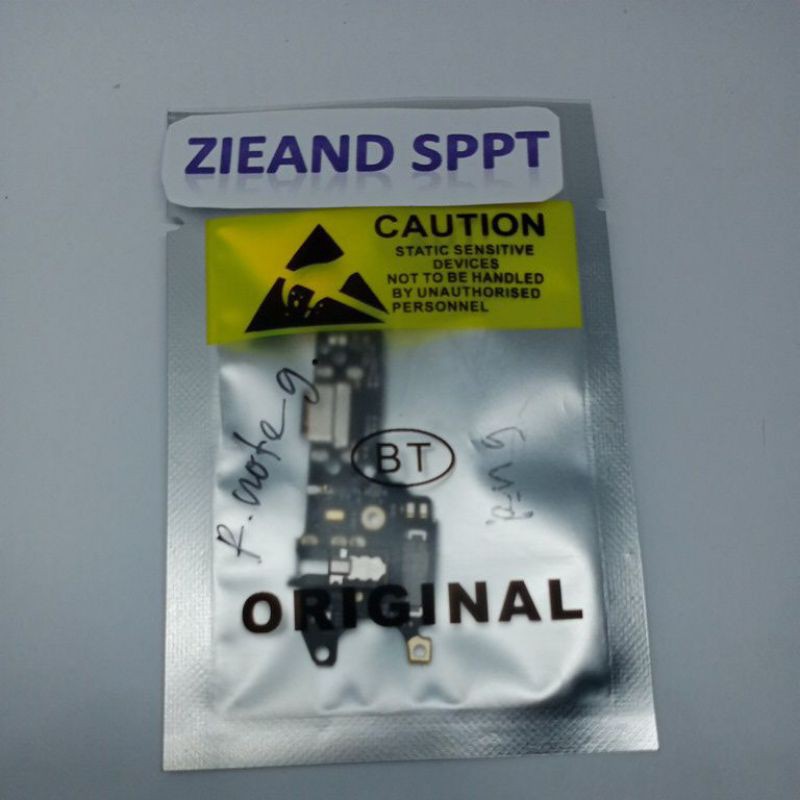 ZIEAND SPPT
CAUTION
STATIC SENSITIVE
DEVICES
NOT TO BE HANDLED
BY UNAUTHORISED
PERSONNEL
R. note 9.
BT
ORIGINAL